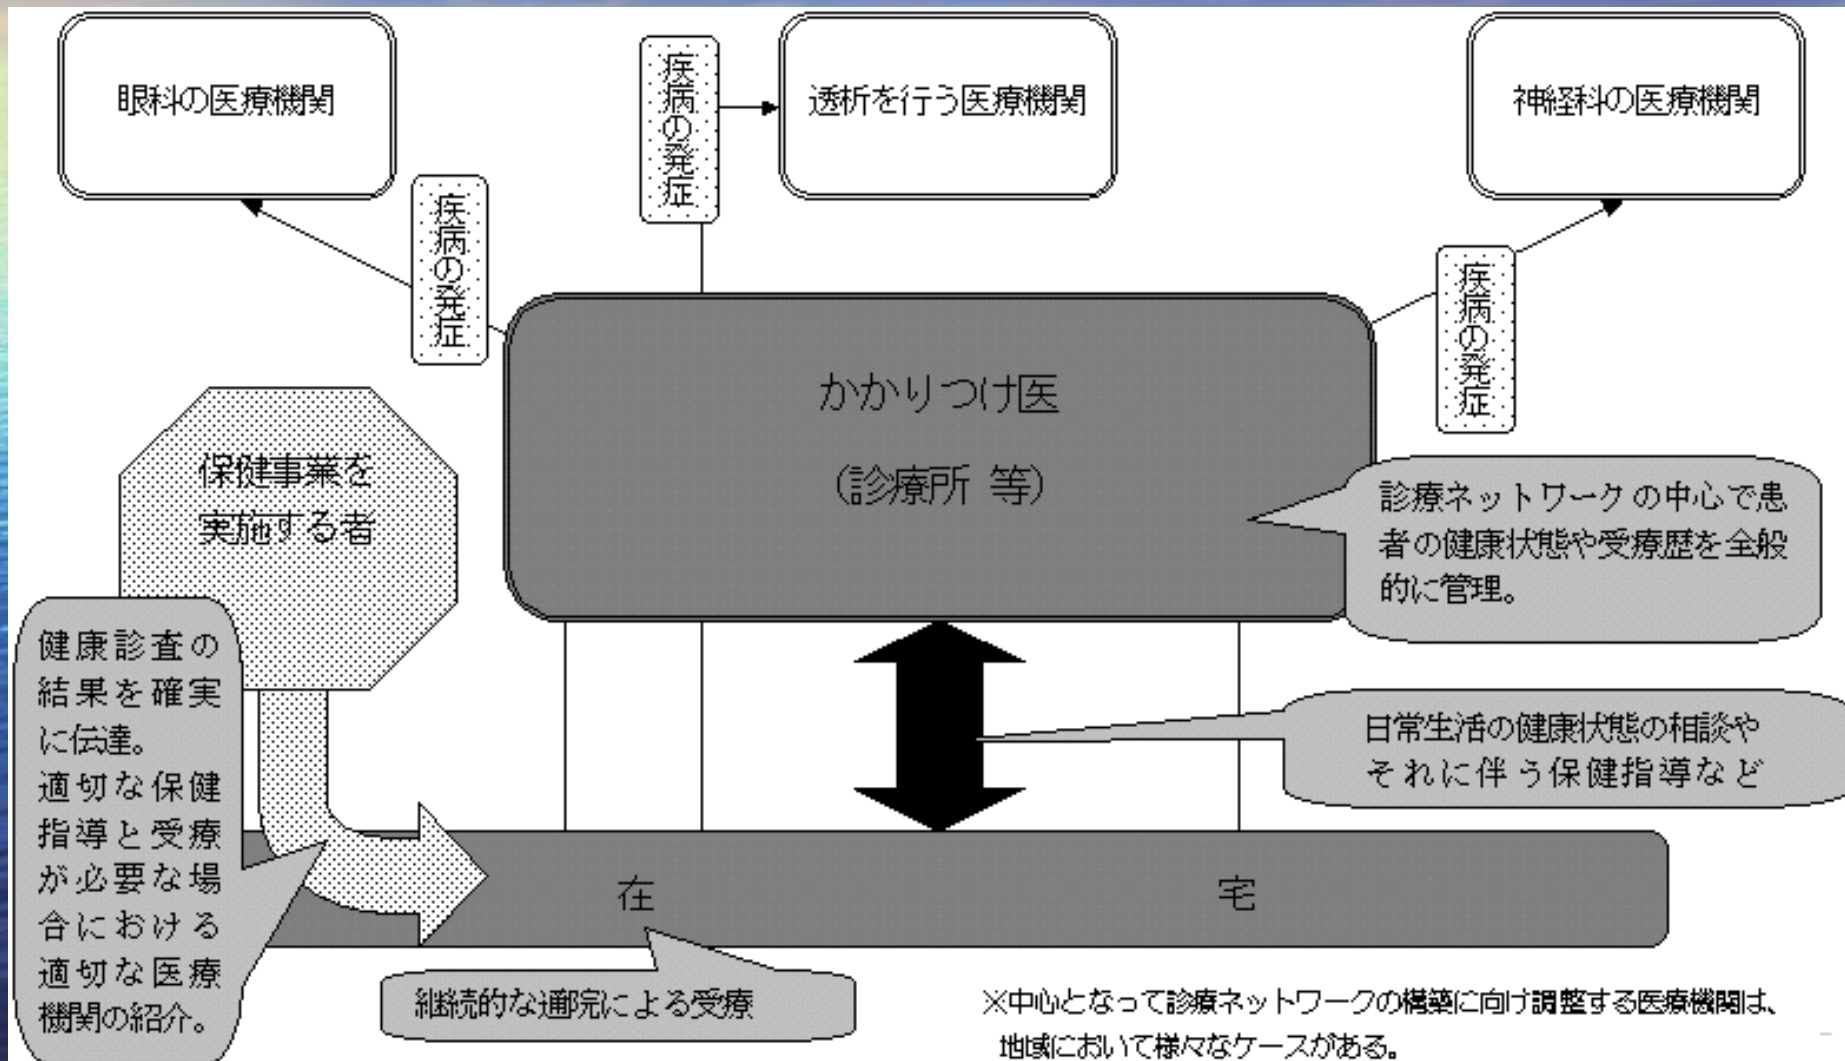 眼科の医療機関
疾病の発症
透析を行う医療機関
神経科の医療機関
疾病の発症
疾病の発症
かかりつけ医
(診療所 等)
保健事業を
実施する者
診療ネットワークの中心で患
者の健康状態や受療歴を全般
的に管理。
健康診査の
結果を確実
に伝達。
適切な保健
指導と受療
が必要な場
合における
適切な医療
機関の紹介。
日常生活の健康状態の相談や
それに伴う保健指導など
在 宅
継続的な通院による受療
※中心となって診療ネットワークの構築に向け調整する医療機関は、
地域において様々なケースがある。